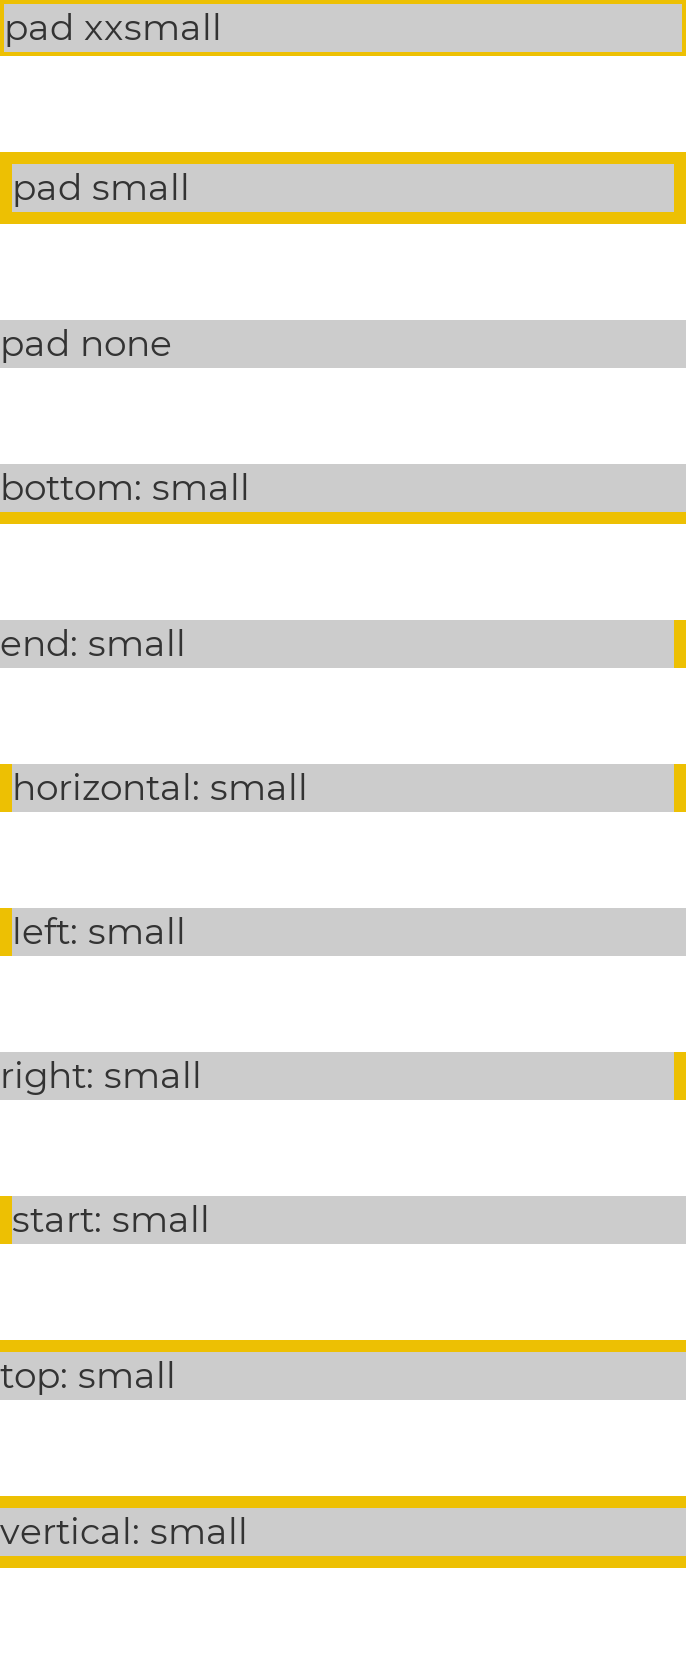 pad xxsmall
pad small
pad none
bottom: small
end: small
horizontal: small
left: small
right: small
start: small
top: small
vertical: small